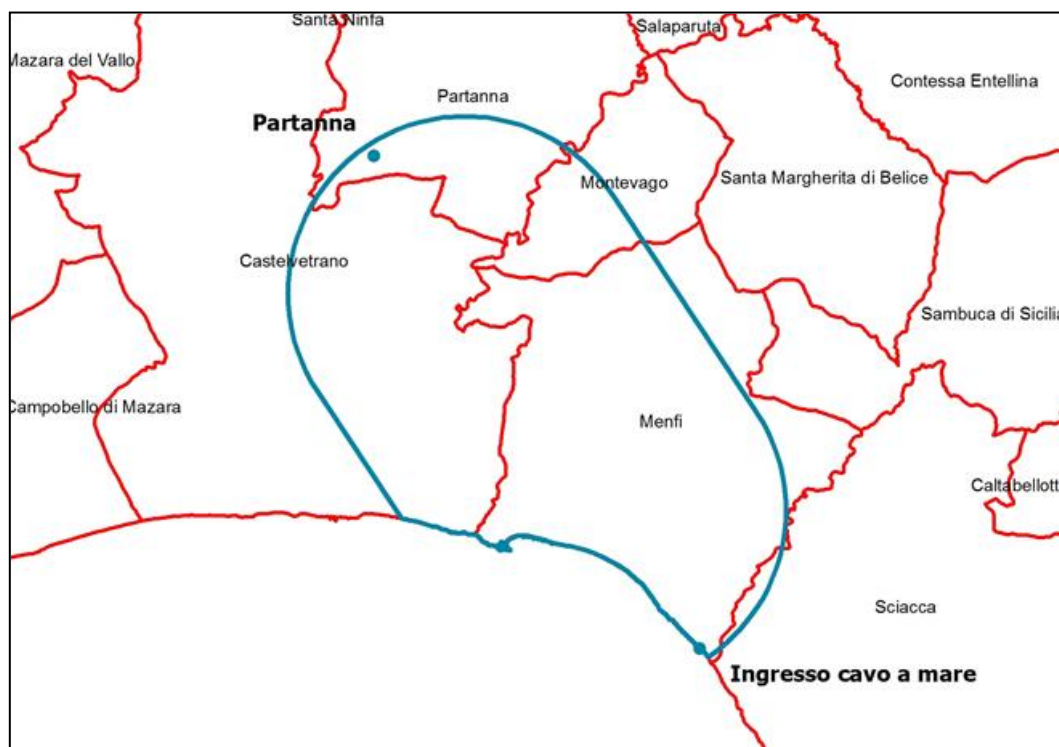 Santa Ninfa
Salaparuta
Mazara del Vallo
Contessa Entellina
Partanna
Partanna
Montevago
Santa Margherita di Belice
Castelvetrano
Sambuca di Sicilia
Campobello di Mazara
Menfi
Caltabellott
Sciacca
Ingresso cavo a mare